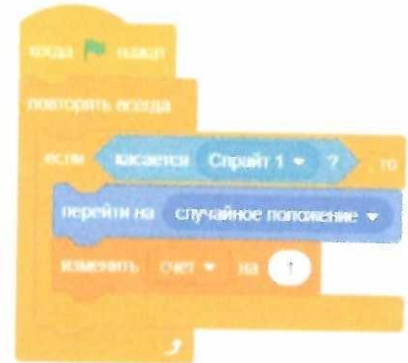 когда нажат
повторять всегда
если касается Спрайт 1 ? то
перейти на случайное положение
изменить счет на 1